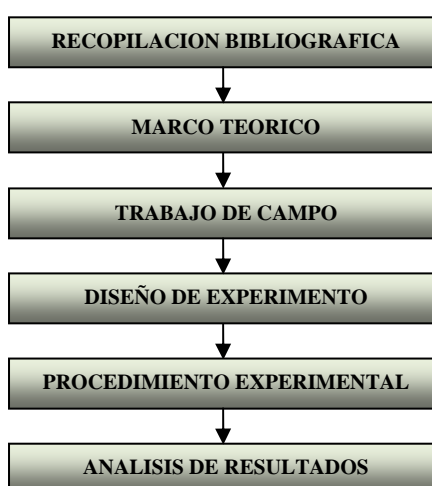 RECOPILACION BIBLIOGRAFICA
MARCO TEORICO
TRABAJO DE CAMPO
DISEÑO DE EXPERIMENTO
PROCEDIMIENTO EXPERIMENTAL
ANALISIS DE RESULTADOS